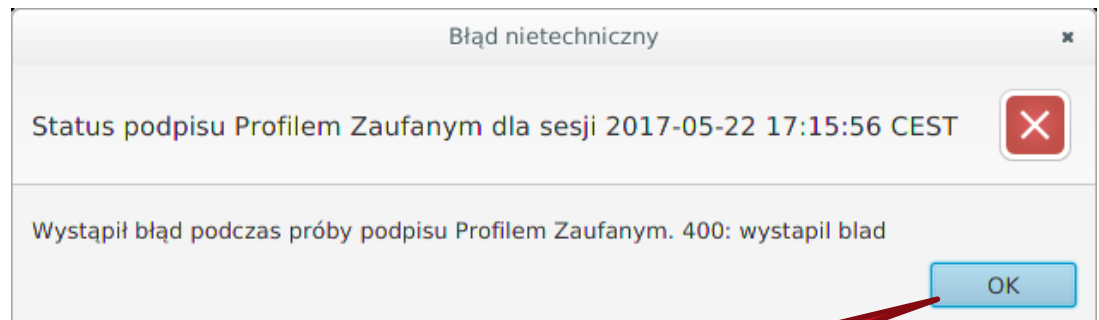 Błąd nietechniczny
Status podpisu Profilem Zaufanym dla sesji 2017-05-22 17:15:56 CEST
Wystąpił błąd podczas próby podpisu Profilem Zaufanym. 400: wystapil blad
OK